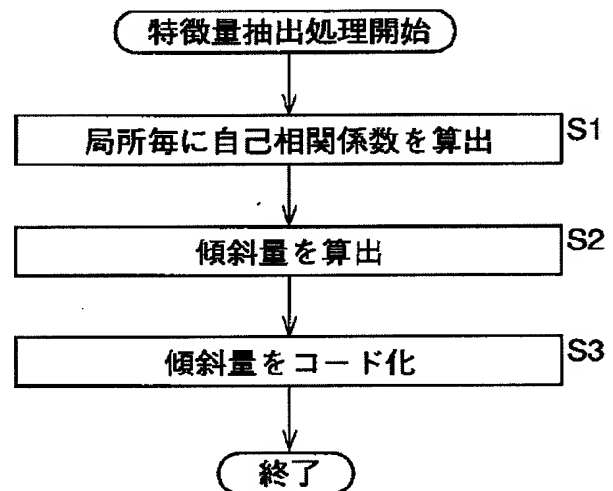 特徴量抽出処理開始
局所毎に自己相関係数を算出
S1
傾斜量を算出
S2
傾斜量をコード化
S3
終了